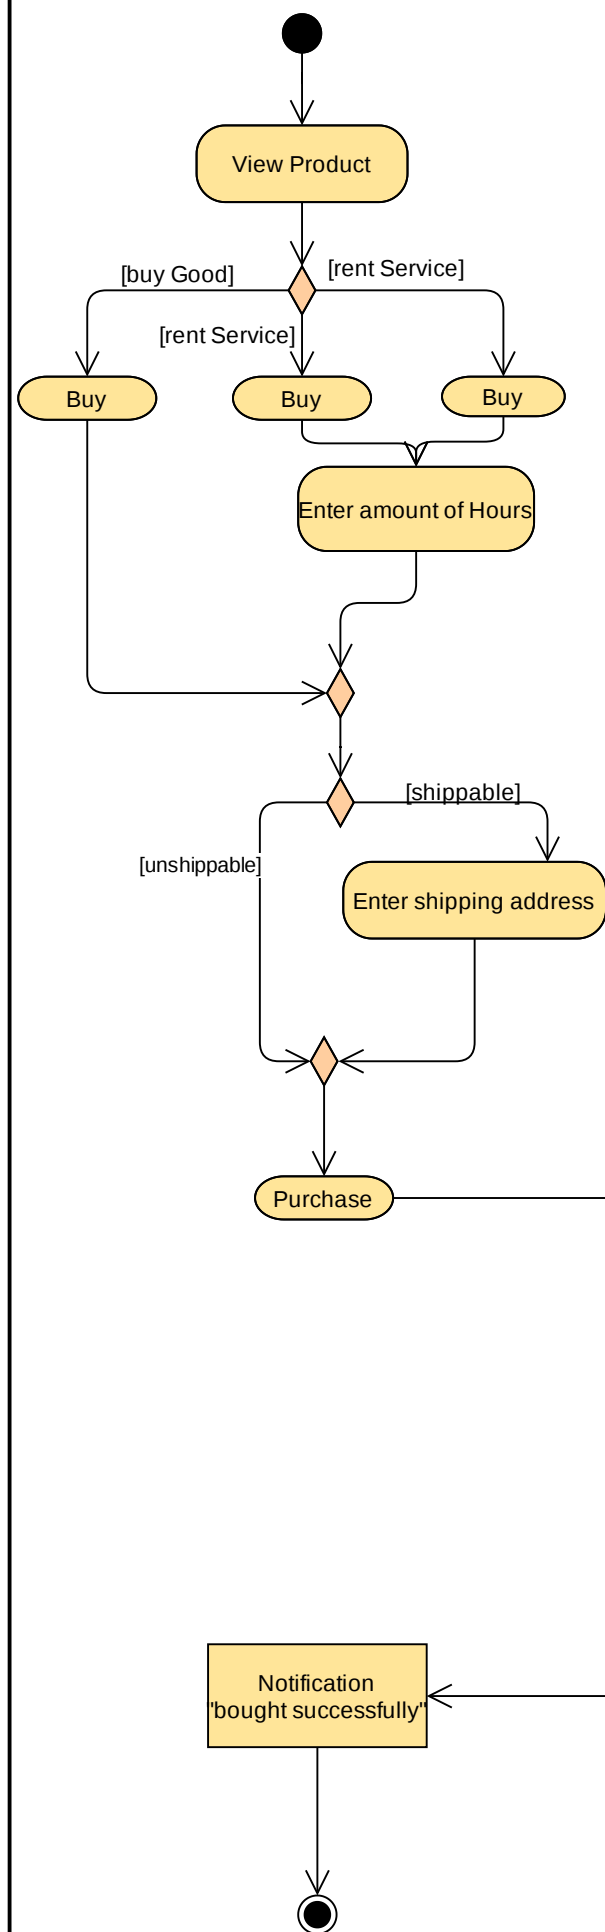 View Product
[buy Good]
[rent Service]
[rent Service]
Buy
Buy
Buy
Enter amount of Hours
[shippable]
[unshippable]
Enter shipping address
Purchase
Notification
"bought successfully"